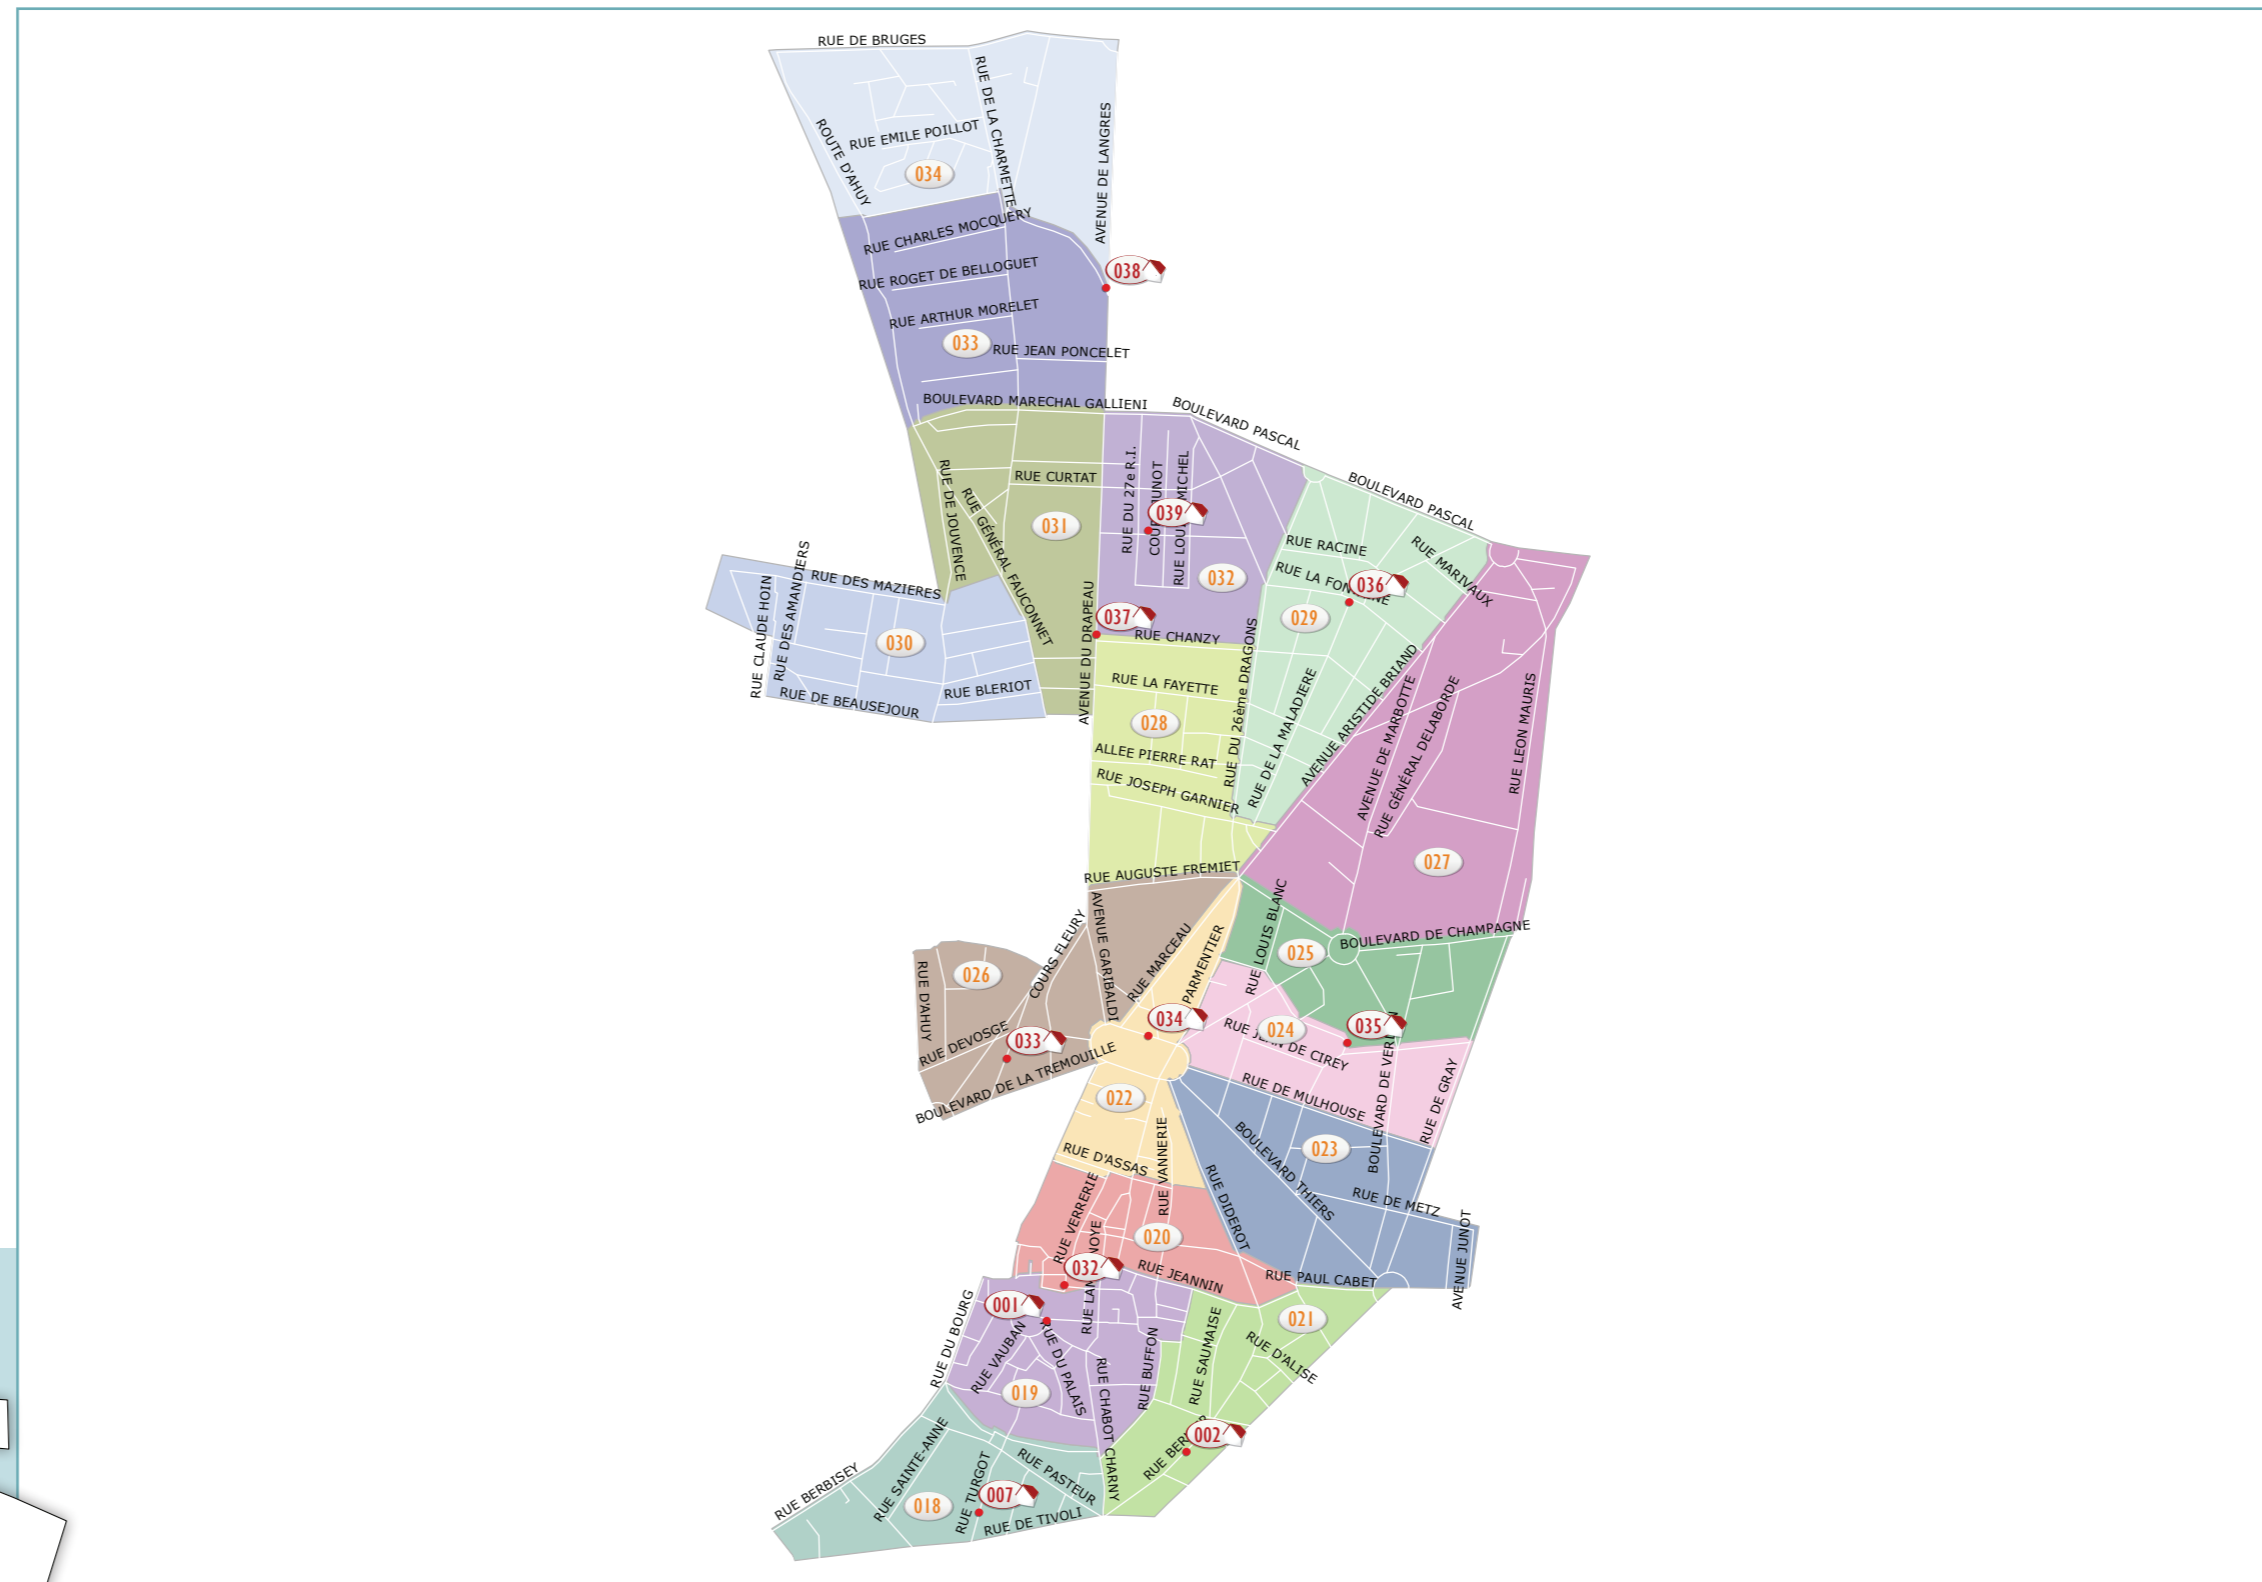 RUE DE BRUGES
RUE DE LA CHARMETTE
AVENUE DE LANGRES
ROUTE D'AHUY
RUE EMILE POILLOT
034
RUE CHARLES MOCQUERY
RUE ROGET DE BELLOGUET
038
RUE ARTHUR MORELET
033
RUE JEAN PONCELET
BOULEVARD MARECHAL GALLIENI
BOULEVARD PASCAL
BOULEVARD PASCAL
RUE DE JOUVENCE
RUE GÉNÉRAL FAUCONNET
RUE CURTAT
031
RUE DU 27e R.I.
039
032
RUE RACINE
RUE MARIVAUX
036
029
RUE CLAUDE HOIN
RUE DES AMANDIERS
RUE DES MAZIERES
030
RUE DE BEAUSEJOUR
RUE BLERIOT
AVENUE DU DRAPEAU
037
RUE CHANZY
RUE LA FAYETTE
028
ALLEE PIERRE RAT
RUE JOSEPH GARNIER
RUE DU 26ème DRAGONS
RUE DE LA MALADIERE
AVENUE ARISTIDE BRIAND
AVENUE DE MARBOTTE
RUE GÉNÉRAL DELABORDE
RUE LEON MAURIS
027
RUE AUGUSTE FREMIET
RUE D'AHUY
026
COURS FLEURY
AVENUE GARIBALDI
RUE MARCEAU
PARMENTIER
RUE LOUIS BLANC
025
BOULEVARD DE CHAMPAGNE
RUE DEVOSGE
033
034
024
035
RUE JEAN DE CIREY
BOULEVARD DE LA TREMOUILLE
022
RUE DE MULHOUSE
BOULEVARD DE VERDUN
RUE DE GRAY
RUE D'ASSAS
RUE VANNERIE
BOULEVARD THIERS
023
RUE DE METZ
AVENUE JUNOT
RUE VERRERIE
RUE DIDEROT
020
032
RUE JEANNIN
RUE PAUL CABET
RUE DU BOURG
001
RUE VAUBAN
RUE DU PALAIS
RUE CHABOT CHARNY
RUE BUFFON
RUE SAUMAISE
021
RUE D'ALISE
019
002
RUE BERBISEY
RUE SAINTE-ANNE
018
RUE TURGOT
007
RUE PASTEUR
RUE DE TIVOLI